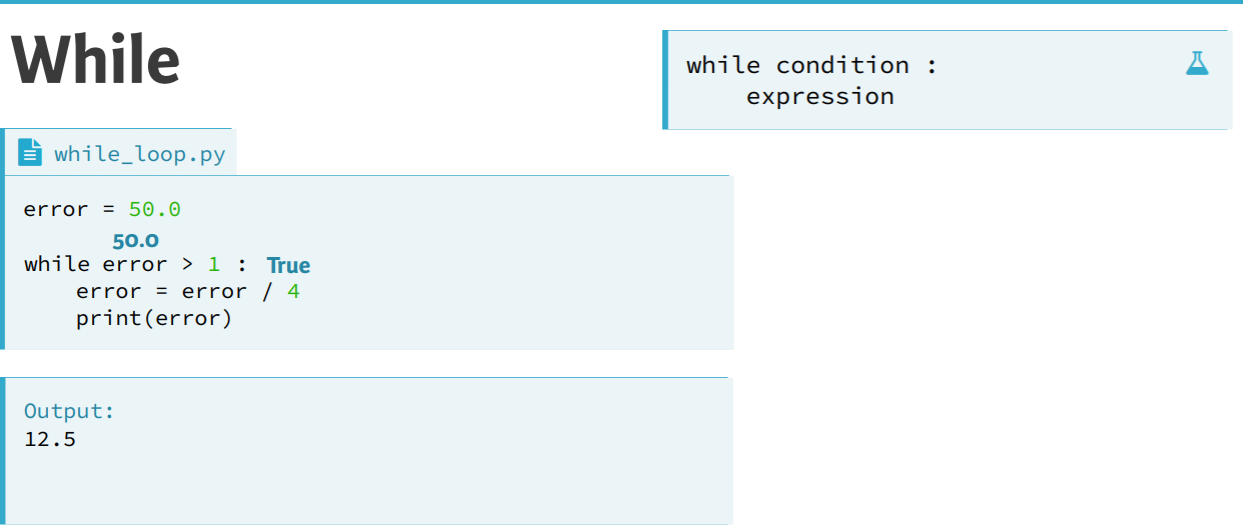 While
while condition :
    expression
while_loop.py
error = 50.0
50.0
while error > 1 : True
    error = error / 4
    print(error)
Output:
12.5